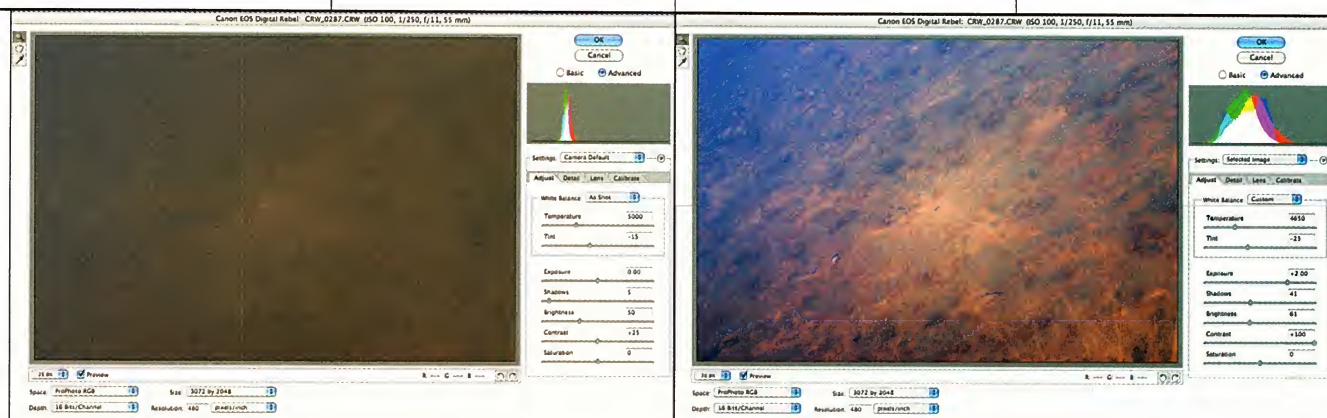 Canon EOS Digital Rebel: CRW_0287.CRW (ISO 100, 1/250, f/11, 55 mm)
OK
Cancel
Basic Advanced
Settings: Camera Default
Adjust Detail Lens Calibrate
White Balance: As Shot
Temperature 5000
Tint -15
Exposure 0.00
Shadows 5
Brightness 50
Contrast +25
Saturation 0
Preview
R: --- G: --- B: ---
Space: ProPhoto RGB Size: 3072 by 2048
Depth: 16 Bits/Channel Resolution: 480 pixels/inch
Canon EOS Digital Rebel: CRW_0287.CRW (ISO 100, 1/250, f/11, 55 mm)
OK
Cancel
Basic Advanced
Settings: Selected Image
Adjust Detail Lens Calibrate
White Balance: Custom
Temperature 4650
Tint -23
Exposure +2.00
Shadows 41
Brightness 61
Contrast +100
Saturation 0
Preview
R: --- G: --- B: ---
Space: ProPhoto RGB Size: 3072 by 2048
Depth: 16 Bits/Channel Resolution: 480 pixels/inch